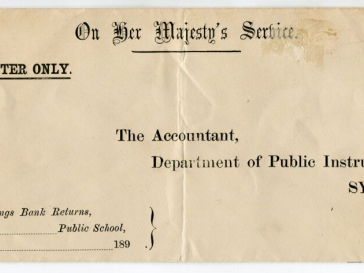 On Her Majesty's Service.
TER ONLY.
The Accountant,
Department of Public Instru
SY
ngs Bank Returns,
Public School,
189 .